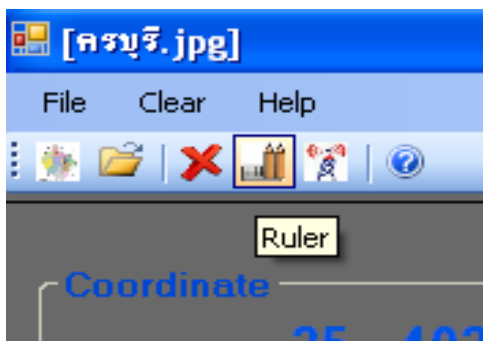 [ครบุรี.jpg]
File Clear Help
Ruler
Coordinate